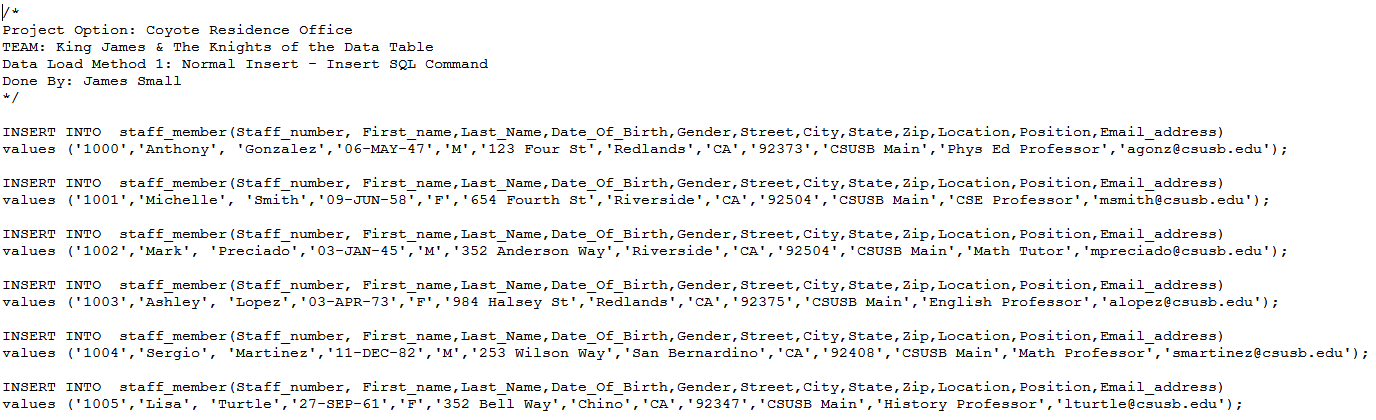 /*
Project Option: Coyote Residence Office
TEAM: King James & The Knights of the Data Table
Data Load Method 1: Normal Insert - Insert SQL Command
Done By: James Small
*/
INSERT INTO  staff_member(Staff_number, First_name,Last_Name,Date_Of_Birth,Gender,Street,City,State,Zip,Location,Position,Email_address)
values ('1000','Anthony', 'Gonzalez','06-MAY-47','M','123 Four St','Redlands','CA','92373','CSUSB Main','Phys Ed Professor','agonz@csusb.edu');
INSERT INTO  staff_member(Staff_number, First_name,Last_Name,Date_Of_Birth,Gender,Street,City,State,Zip,Location,Position,Email_address)
values ('1001','Michelle', 'Smith','09-JUN-58','F','654 Fourth St','Riverside','CA','92504','CSUSB Main','CSE Professor','msmith@csusb.edu');
INSERT INTO  staff_member(Staff_number, First_name,Last_Name,Date_Of_Birth,Gender,Street,City,State,Zip,Location,Position,Email_address)
values ('1002','Mark', 'Preciado','03-JAN-45','M','352 Anderson Way','Riverside','CA','92504','CSUSB Main','Math Tutor','mpreciado@csusb.edu');
INSERT INTO  staff_member(Staff_number, First_name,Last_Name,Date_Of_Birth,Gender,Street,City,State,Zip,Location,Position,Email_address)
values ('1003','Ashley', 'Lopez','03-APR-73','F','984 Halsey St','Redlands','CA','92375','CSUSB Main','English Professor','alopez@csusb.edu');
INSERT INTO  staff_member(Staff_number, First_name,Last_Name,Date_Of_Birth,Gender,Street,City,State,Zip,Location,Position,Email_address)
values ('1004','Sergio', 'Martinez','11-DEC-82','M','253 Wilson Way','San Bernardino','CA','92408','CSUSB Main','Math Professor','smartinez@csusb.edu');
INSERT INTO  staff_member(Staff_number, First_name,Last_Name,Date_Of_Birth,Gender,Street,City,State,Zip,Location,Position,Email_address)
values ('1005','Lisa', 'Turtle','27-SEP-61','F','352 Bell Way','Chino','CA','92347','CSUSB Main','History Professor','lturtle@csusb.edu');